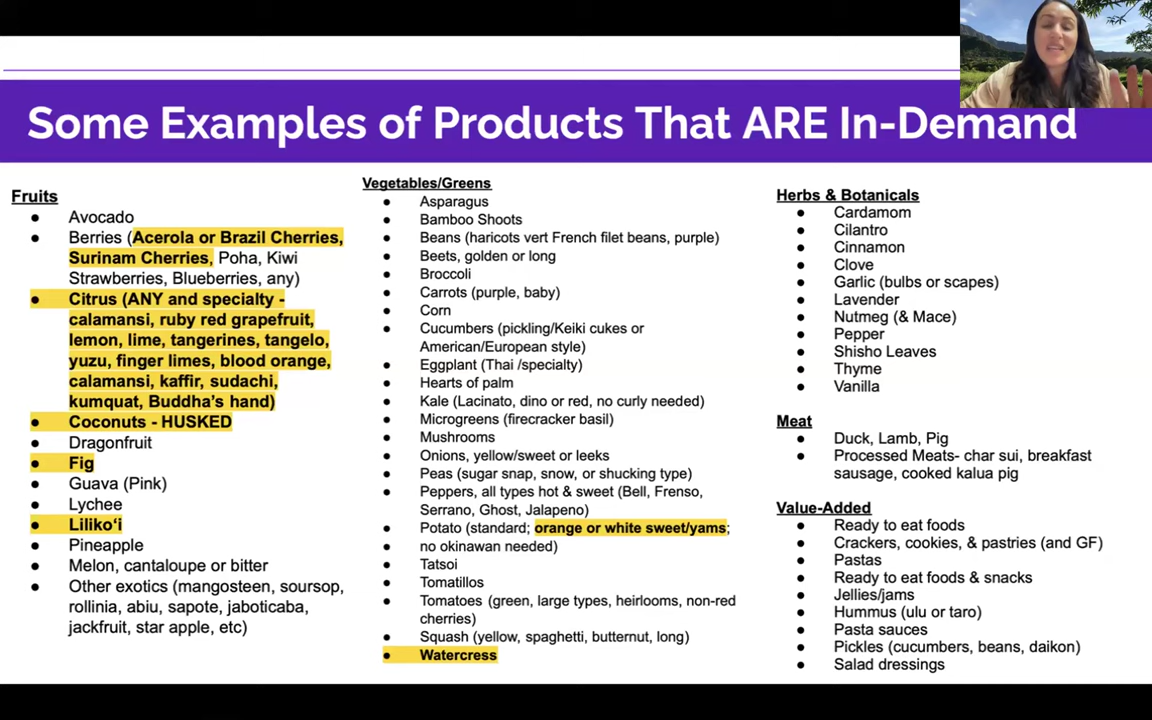 Some Examples of Products That ARE In-Demand
Fruits
● Avocado
● Berries (Acerola or Brazil Cherries,
Surinam Cherries, Poha, Kiwi
Strawberries, Blueberries, any)
● Citrus (ANY and specialty -
calamansi, ruby red grapefruit,
lemon, lime, tangerines, tangelo,
yuzu, finger limes, blood orange,
calamansi, kaffir, sudachi,
kumquat, Buddha's hand)
● Coconuts - HUSKED
● Dragonfruit
● Fig
● Guava (Pink)
● Lychee
● Lilikoʻi
● Pineapple
● Melon, cantaloupe or bitter
● Other exotics (mangosteen, soursop,
rollinia, abiu, sapote, jaboticaba,
jackfruit, star apple, etc)
Vegetables/Greens
● Asparagus
● Bamboo Shoots
● Beans (haricots vert French filet beans, purple)
● Beets, golden or long
● Broccoli
● Carrots (purple, baby)
● Corn
● Cucumbers (pickling/Keiki cukes or
American/European style)
● Eggplant (Thai /specialty)
● Hearts of palm
● Kale (Lacinato, dino or red, no curly needed)
● Microgreens (firecracker basil)
● Mushrooms
● Onions, yellow/sweet or leeks
● Peas (sugar snap, snow, or shucking type)
● Peppers, all types hot & sweet (Bell, Frenso,
Serrano, Ghost, Jalapeno)
● Potato (standard; orange or white sweet/yams;
● no okinawan needed)
● Tatsoi
● Tomatillos
● Tomatoes (green, large types, heirlooms, non-red
cherries)
● Squash (yellow, spaghetti, butternut, long)
● Watercress
Herbs & Botanicals
● Cardamom
● Cilantro
● Cinnamon
● Clove
● Garlic (bulbs or scapes)
● Lavender
● Nutmeg (& Mace)
● Pepper
● Shisho Leaves
● Thyme
● Vanilla
Meat
● Duck, Lamb, Pig
● Processed Meats- char sui, breakfast
sausage, cooked kalua pig
Value-Added
● Ready to eat foods
● Crackers, cookies, & pastries (and GF)
● Pastas
● Ready to eat foods & snacks
● Jellies/jams
● Hummus (ulu or taro)
● Pasta sauces
● Pickles (cucumbers, beans, daikon)
● Salad dressings